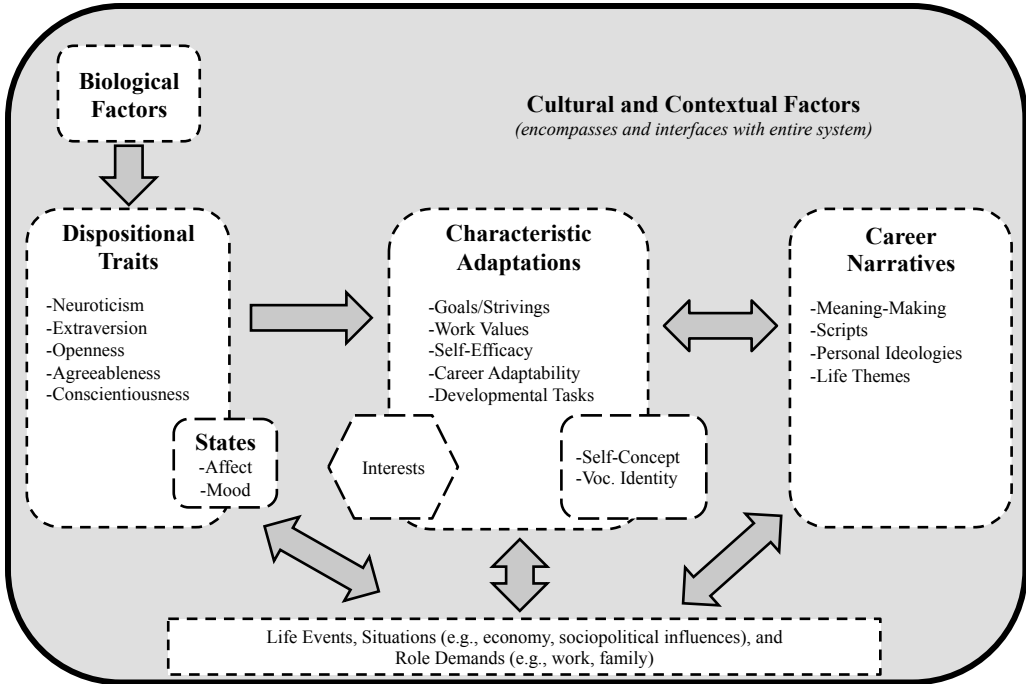 Biological
Factors
Cultural and Contextual Factors
(encompasses and interfaces with entire system)
Dispositional
Traits
-Neuroticism
-Extraversion
-Openness
-Agreeableness
-Conscientiousness
States
-Affect
-Mood
Characteristic
Adaptations
-Goals/Strivings
-Work Values
-Self-Efficacy
-Career Adaptability
-Developmental Tasks
Interests
-Self-Concept
-Voc. Identity
Career
Narratives
-Meaning-Making
-Scripts
-Personal Ideologies
-Life Themes
Life Events, Situations (e.g., economy, sociopolitical influences), and
Role Demands (e.g., work, family)